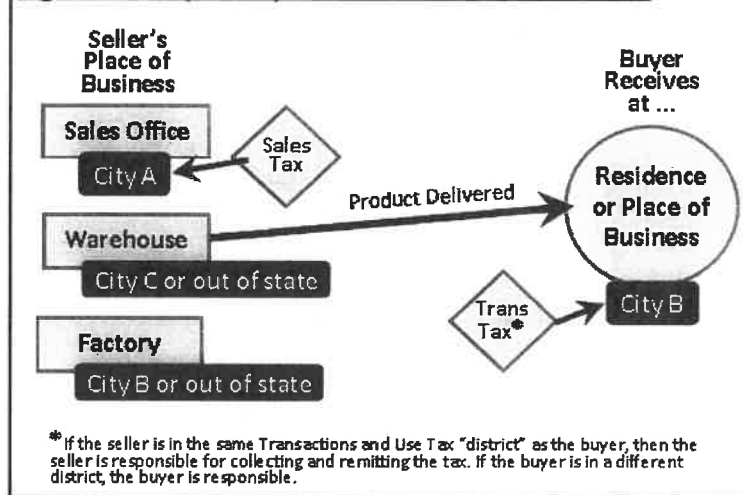 Seller's
Place of
Business
Buyer
Receives
at ...
Sales Office
City A
Sales
Tax
Product Delivered
Residence
or Place of
Business
Warehouse
City C or out of state
Trans
Tax*
City B
Factory
City B or out of state
*If the seller is in the same Transactions and Use Tax "district" as the buyer, then the
seller is responsible for collecting and remitting the tax. If the buyer is in a different
district, the buyer is responsible.